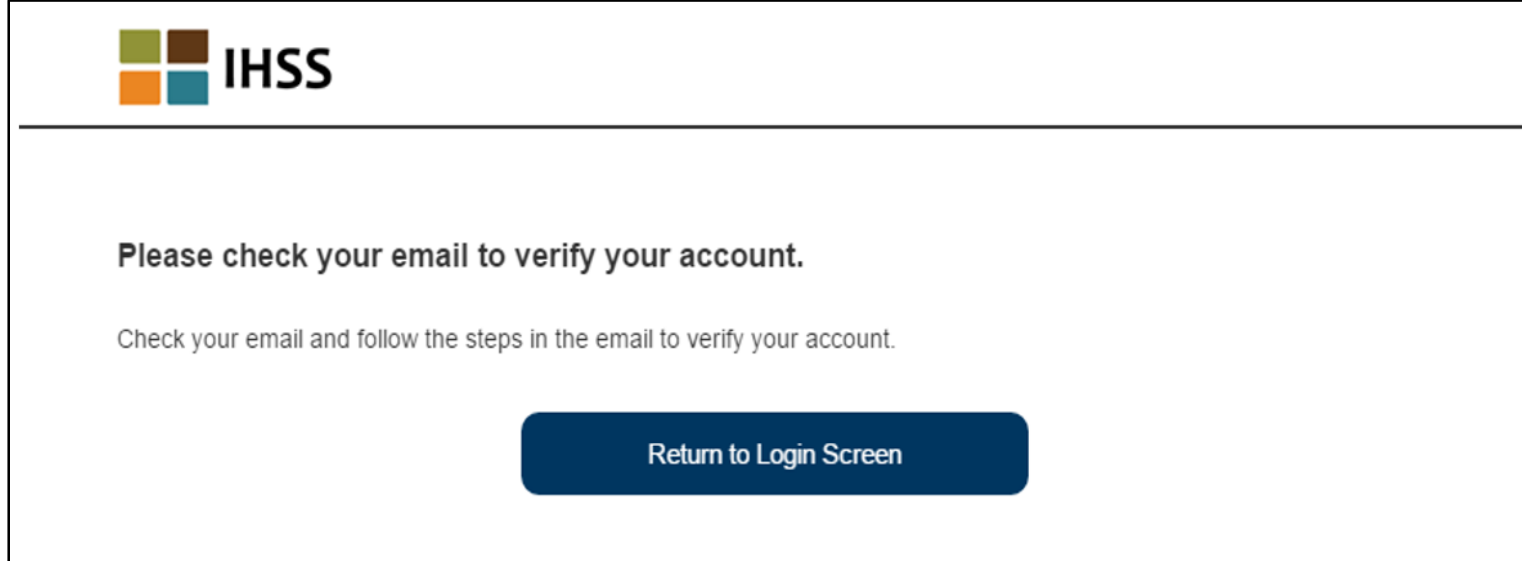 IHSS
Please check your email to verify your account.
Check your email and follow the steps in the email to verify your account.
Return to Login Screen